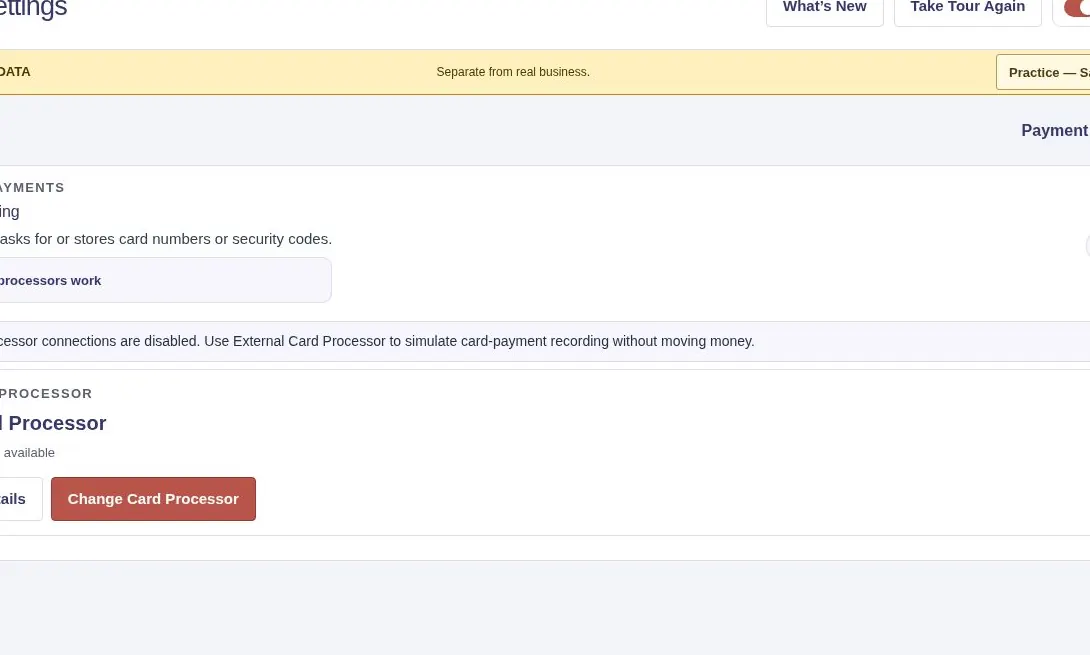 ettings
What's New
Take Tour Again
DATA
Separate from real business.
Practice — Sa
Payment
AYMENTS
ing
asks for or stores card numbers or security codes.
processors work
cessor connections are disabled. Use External Card Processor to simulate card-payment recording without moving money.
PROCESSOR
l Processor
available
tails
Change Card Processor